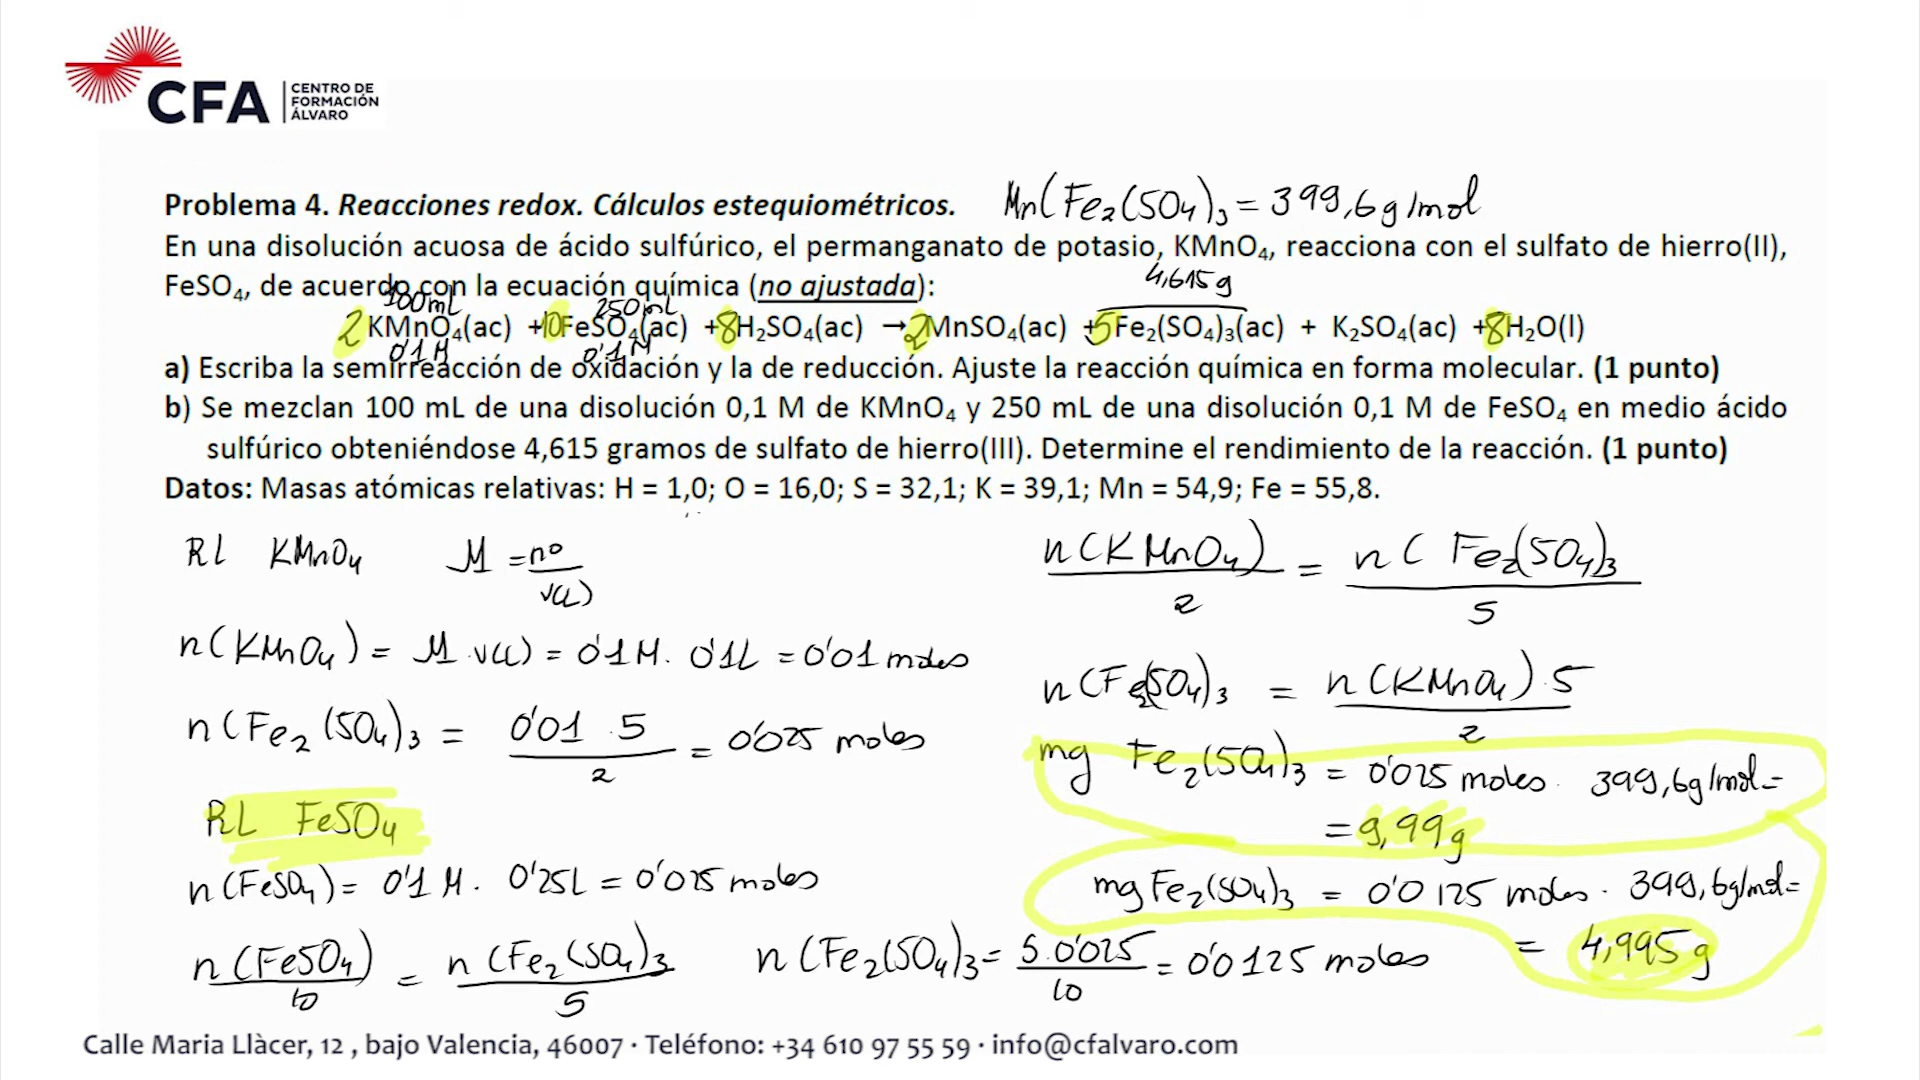 CFA
CENTRO DE
FORMACIÓN
ÁLVARO
Problema 4. Reacciones redox. Cálculos estequiométricos.
Mn(Fe₂(SO₄)₃ = 399,6g/mol
En una disolución acuosa de ácido sulfúrico, el permanganato de potasio, KMnO₄, reacciona con el sulfato de hierro(II),
4,615g
FeSO₄, de acuerdo con la ecuación química (no ajustada):
100mL 250mL
2 KMnO₄(ac) + 10 FeSO₄(ac) + 8 H₂SO₄(ac) → 2 MnSO₄(ac) + 5 Fe₂(SO₄)₃(ac) + K₂SO₄(ac) + 8 H₂O(l)
0'1M 0'1M
a) Escriba la semirreacción de oxidación y la de reducción. Ajuste la reacción química en forma molecular. (1 punto)
b) Se mezclan 100 mL de una disolución 0,1 M de KMnO₄ y 250 mL de una disolución 0,1 M de FeSO₄ en medio ácido
sulfúrico obteniéndose 4,615 gramos de sulfato de hierro(III). Determine el rendimiento de la reacción. (1 punto)
Datos: Masas atómicas relativas: H = 1,0; O = 16,0; S = 32,1; K = 39,1; Mn = 54,9; Fe = 55,8.
RL KMnO₄ M = nº / V(L)
n(KMnO₄) = M · V(L) = 0'1M · 0'1L = 0'01 moles
n(Fe₂(SO₄)₃ = 0'01 · 5 / 2 = 0'025 moles
RL FeSO₄
n(FeSO₄) = 0'1M · 0'25L = 0'025 moles
n(FeSO₄) / 10 = n(Fe₂(SO₄)₃ / 5
n(Fe₂(SO₄)₃ = 5·0'025 / 10 = 0'0125 moles
n(KMnO₄) / 2 = n(Fe₂(SO₄)₃ / 5
n(Fe₂(SO₄)₃ = n(KMnO₄)·5 / 2
mg Fe₂(SO₄)₃ = 0'025 moles · 399,6g/mol =
= 9,99g
mg Fe₂(SO₄)₃ = 0'0125 moles · 399,6g/mol =
= 4,995g
Calle Maria Llàcer, 12 , bajo Valencia, 46007 · Teléfono: +34 610 97 55 59 · info@cfalvaro.com